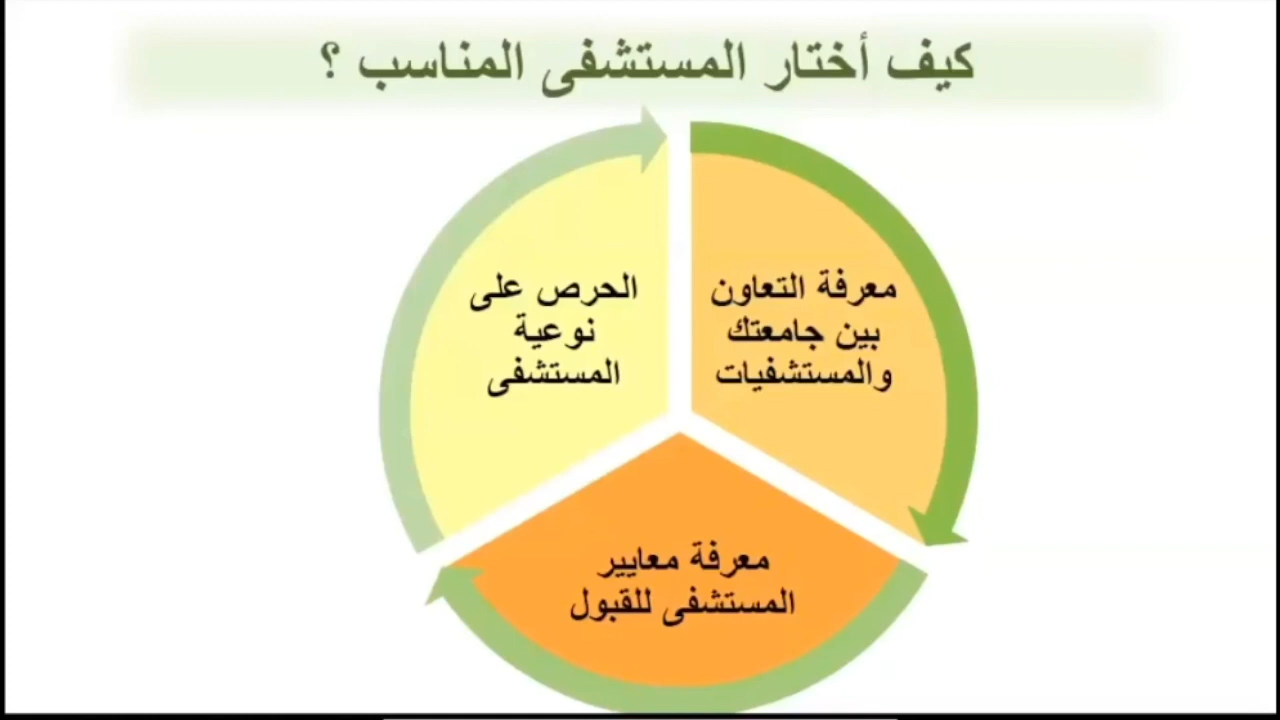 كيف أختار المستشفى المناسب ؟
معرفة التعاون
بين جامعتك
والمستشفيات
معرفة معايير
المستشفى للقبول
الحرص على
نوعية
المستشفى